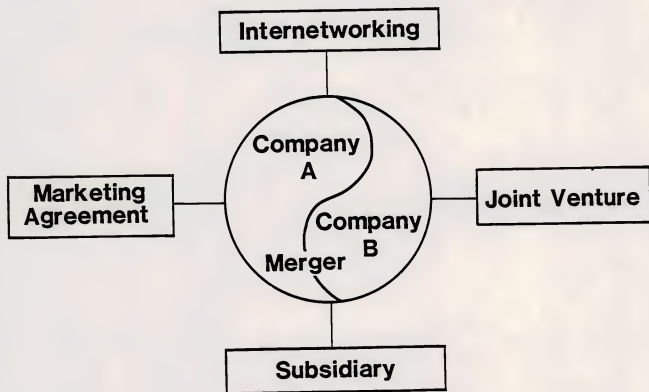 Internetworking
Company
A
Marketing
Agreement
Joint Venture
Company
B
Merger
Subsidiary